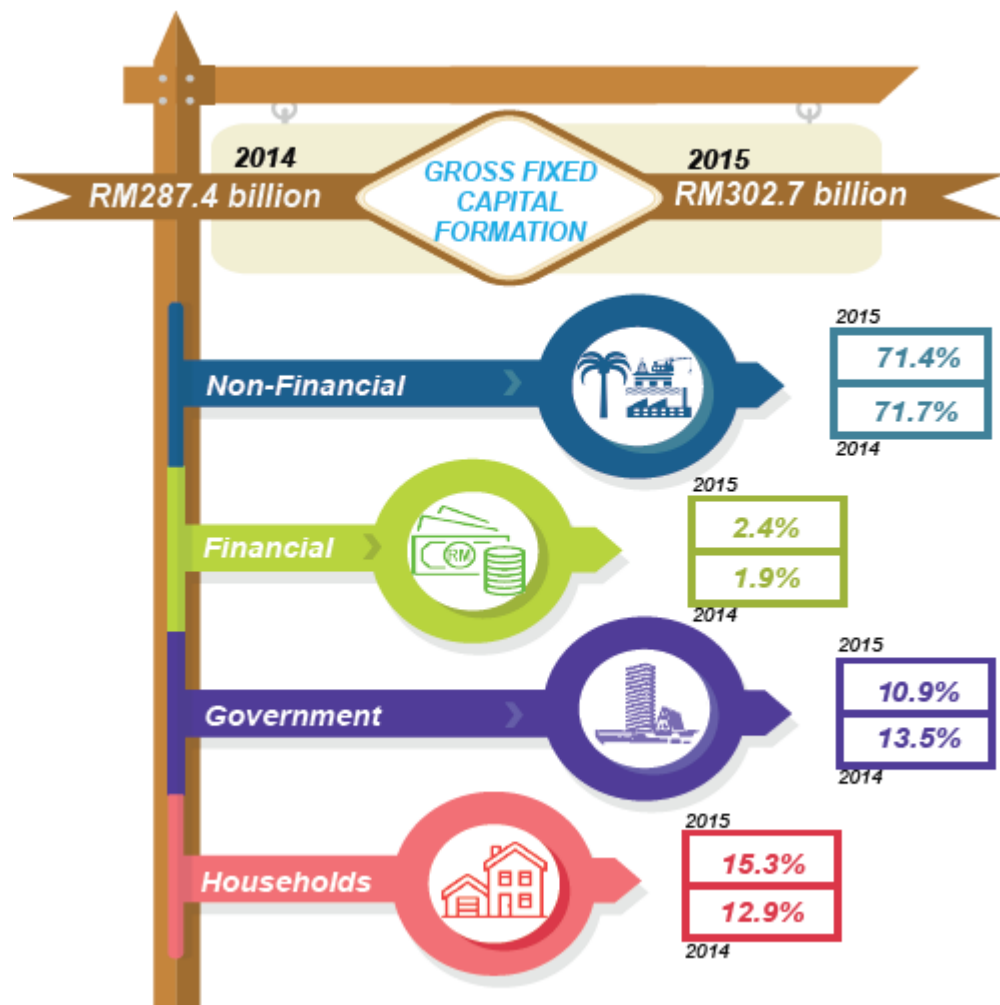 2014
RM287.4 billion
GROSS FIXED
CAPITAL
FORMATION
2015
RM302.7 billion
Non-Financial
2015
71.4%
71.7%
2014
Financial
RM
2015
2.4%
1.9%
2014
Government
2015
10.9%
13.5%
2014
Households
2015
15.3%
12.9%
2014